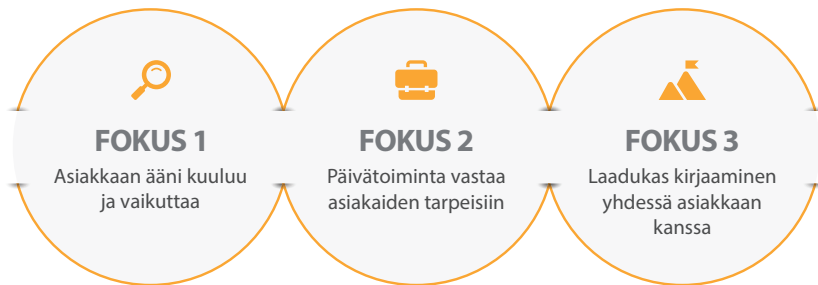 FOKUS 1
Asiakkaan ääni kuuluu
ja vaikuttaa
FOKUS 2
Päivätoiminta vastaa
asiakaiden tarpeisiin
FOKUS 3
Laadukas kirjaaminen
yhdessä asiakkaan
kanssa